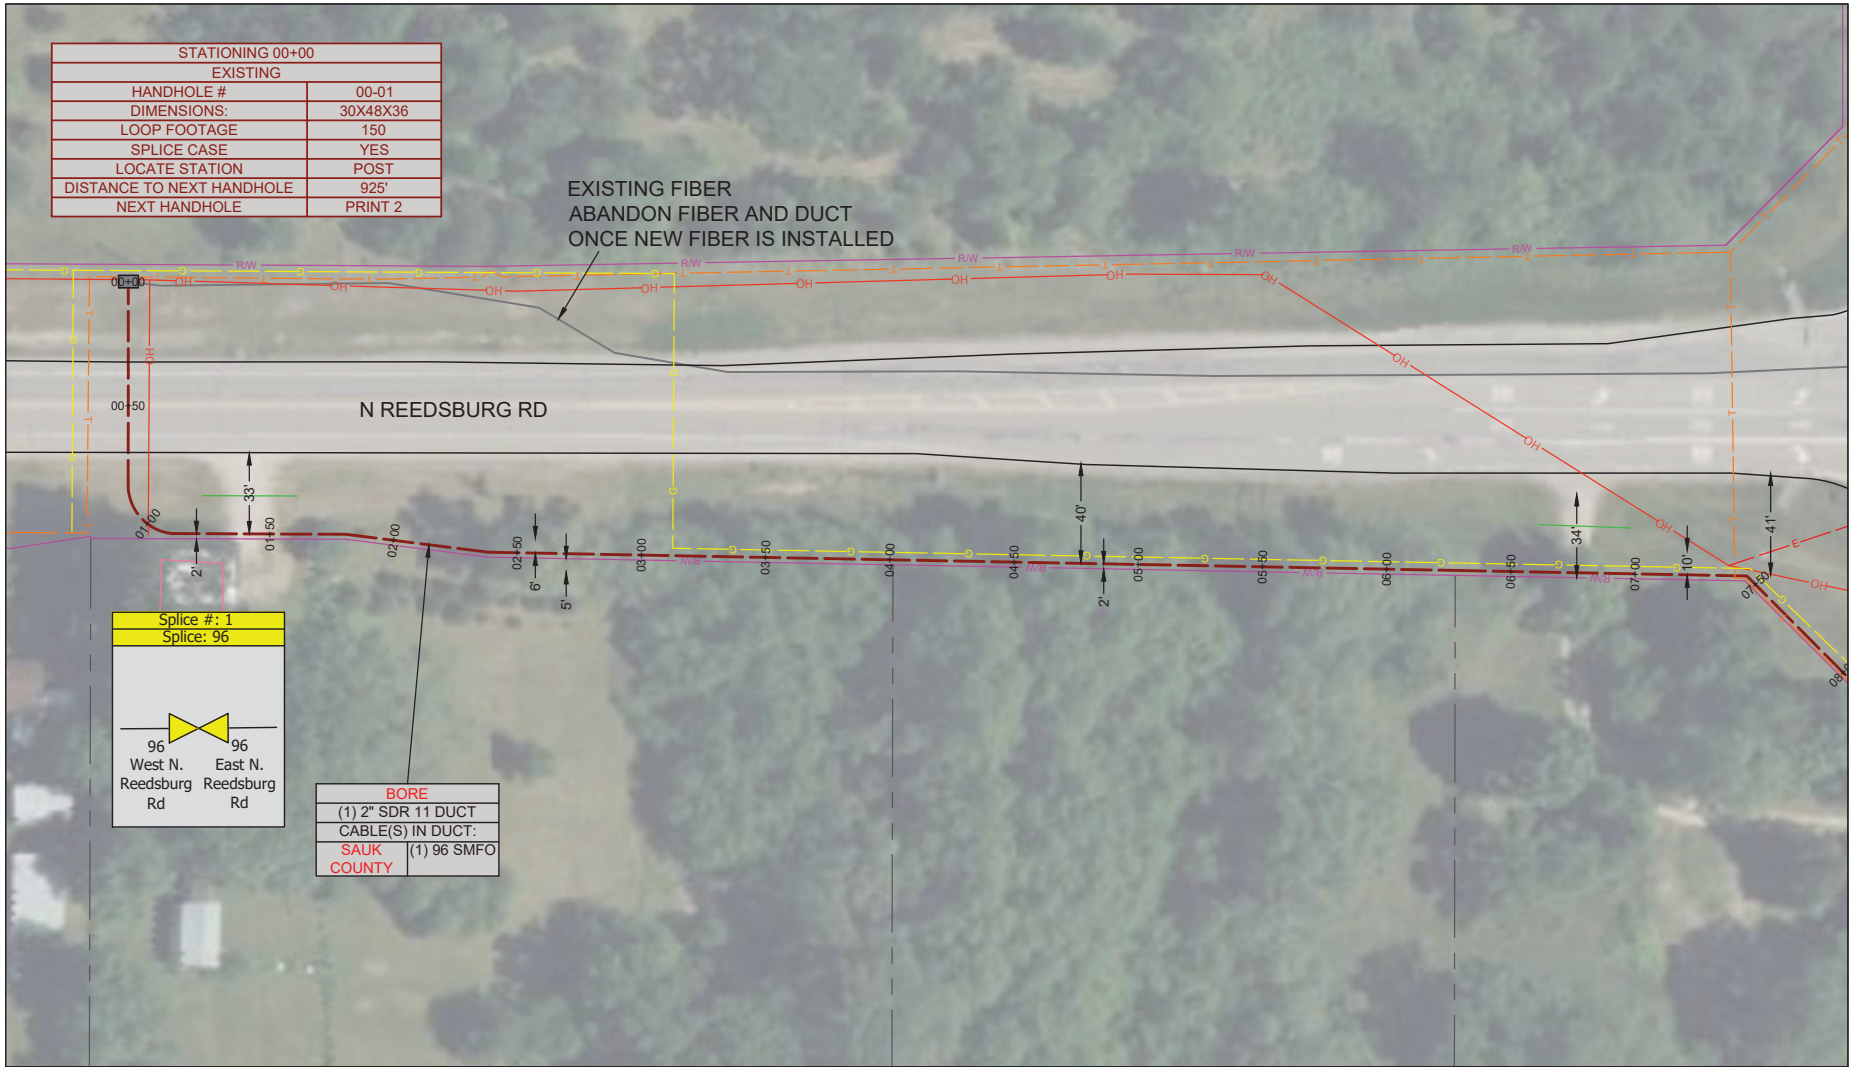 STATIONING 00+00
EXISTING
HANDHOLE # 00-01
DIMENSIONS: 30X48X36
LOOP FOOTAGE 150
SPLICE CASE YES
LOCATE STATION POST
DISTANCE TO NEXT HANDHOLE 925'
NEXT HANDHOLE PRINT 2
EXISTING FIBER
ABANDON FIBER AND DUCT
ONCE NEW FIBER IS INSTALLED
R/W R/W R/W R/W R/W
G G G G G
T T T T T T T T T T T
OH OH OH OH OH OH OH OH
00+00
T
G
OH
G
OH
00+50
T
G
T
N REEDSBURG RD
OH
G
33'
40'
34'
41'
G
OH
E
01+00
01+50
02+00
02+50
03+00
03+50
04+00
04+50
05+00
05+50
06+00
06+50
07+00
07+50
08+
G G G G G G G G
R/W R/W R/W R/W
10'
OH
G
2'
6'
5'
2'
Splice #: 1
Splice: 96
96 96
West N. East N.
Reedsburg Reedsburg
Rd Rd
BORE
(1) 2" SDR 11 DUCT
CABLE(S) IN DUCT:
SAUK (1) 96 SMFO
COUNTY